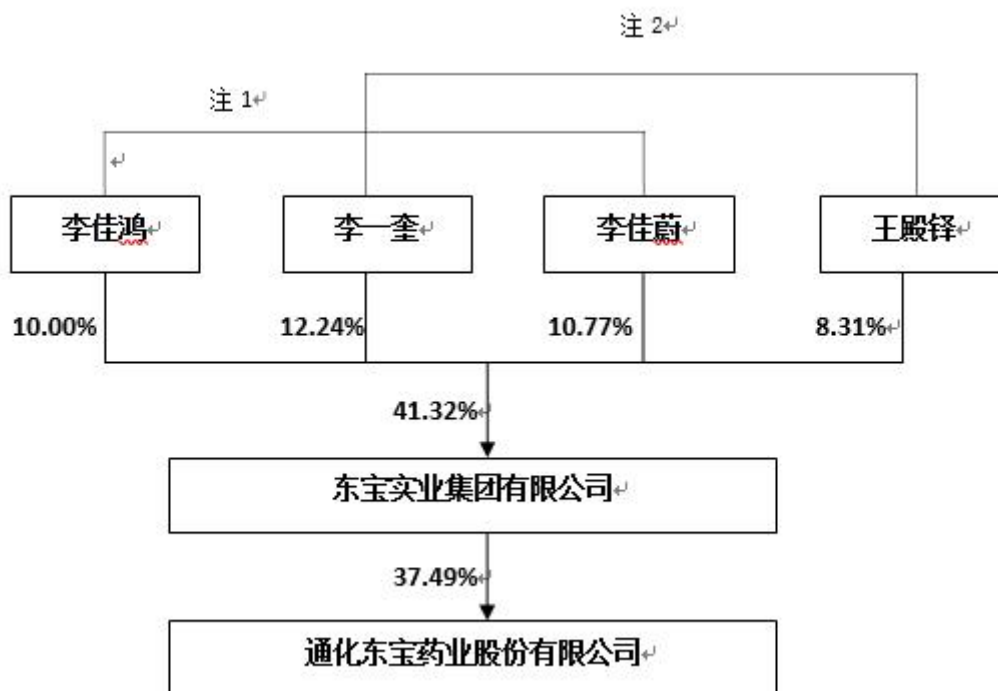 注 2
注 1
李佳鸿
李一奎
李佳蔚
王殿铎
10.00%
12.24%
10.77%
8.31%
41.32%
东宝实业集团有限公司
37.49%
通化东宝药业股份有限公司